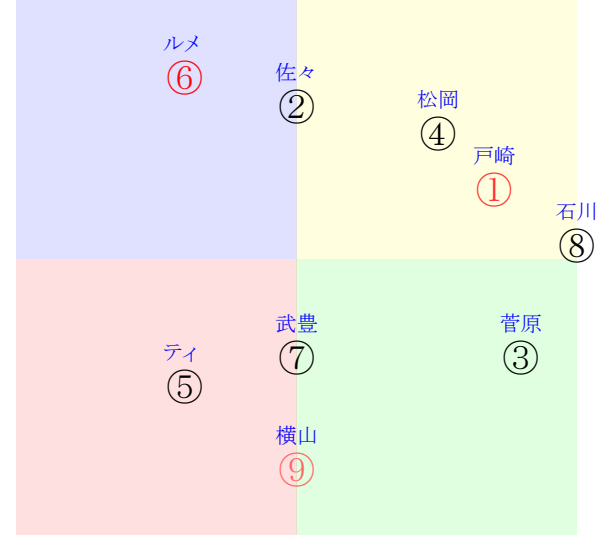 ルメ
⑥
佐々
②
松岡
④
戸崎
①
石川
⑧
武豊
⑦
菅原
③
ティ
⑤
横山
⑨